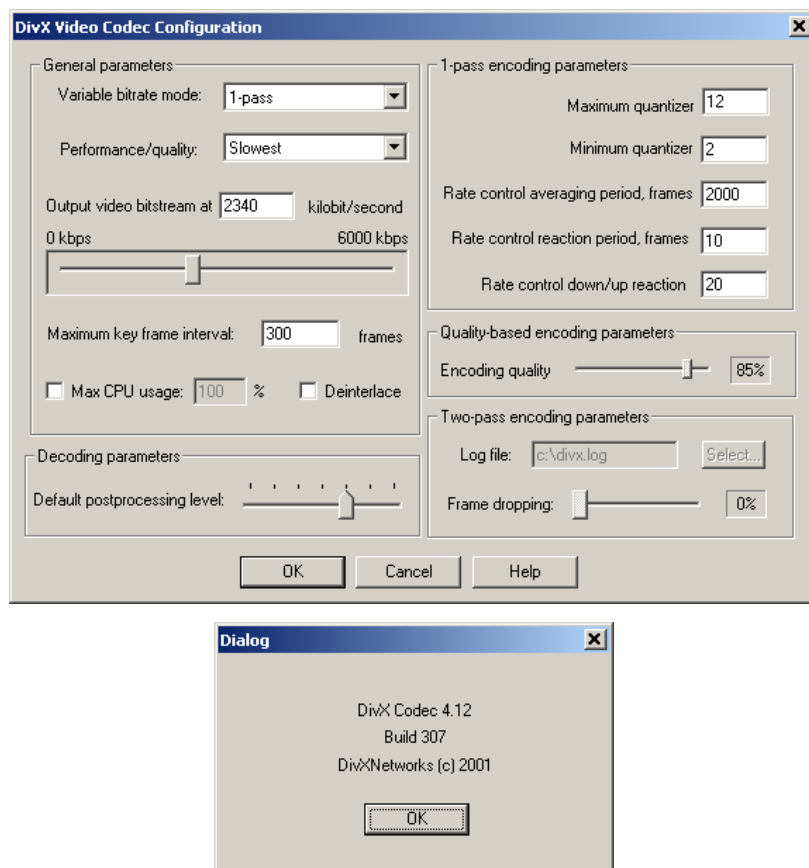 DivX Video Codec Configuration
General parameters
Variable bitrate mode: 1-pass
Performance/quality: Slowest
Output video bitstream at 2340 kilobit/second
0 kbps 6000 kbps
Maximum key frame interval: 300 frames
Max CPU usage: 100 % Deinterlace
Decoding parameters
Default postprocessing level:
1-pass encoding parameters
Maximum quantizer 12
Minimum quantizer 2
Rate control averaging period, frames 2000
Rate control reaction period, frames 10
Rate control down/up reaction 20
Quality-based encoding parameters
Encoding quality 85%
Two-pass encoding parameters
Log file: c:\divx.log Select...
Frame dropping: 0%
OK Cancel Help
Dialog
DivX Codec 4.12
Build 307
DivXNetworks (c) 2001
OK